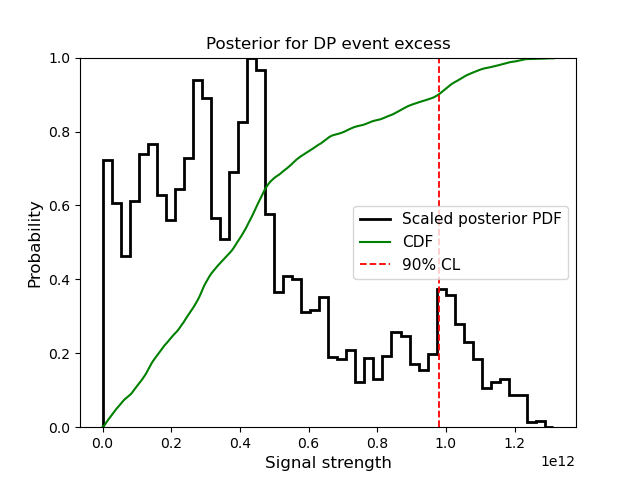 Posterior for DP event excess
1.0
0.8
0.6
0.4
0.2
0.0
Probability
Scaled posterior PDF
CDF
90% CL
0.0 0.2 0.4 0.6 0.8 1.0 1.2
1e12
Signal strength